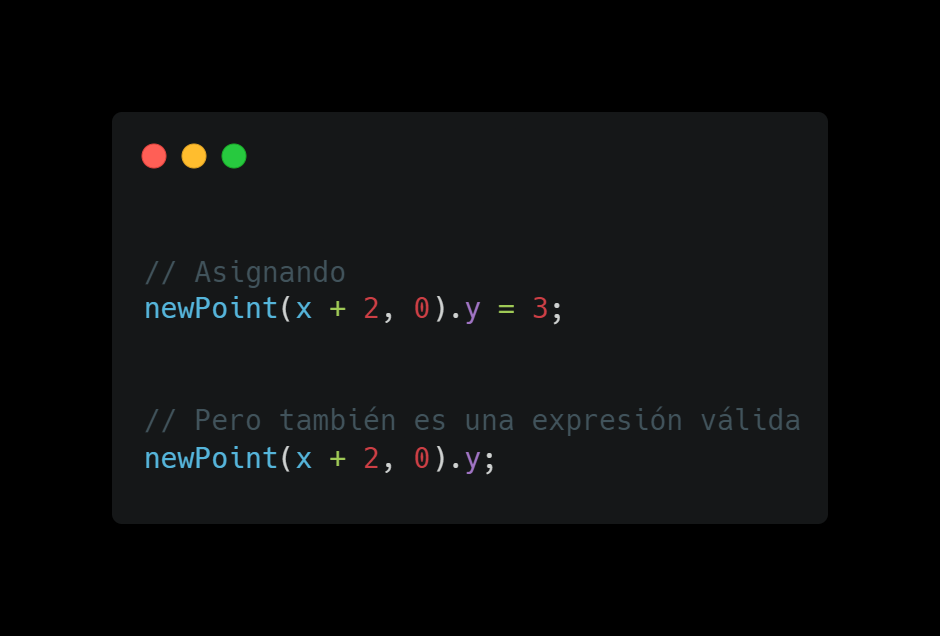 // Asignando
newPoint(x + 2, 0).y = 3;
// Pero también es una expresión válida
newPoint(x + 2, 0).y;